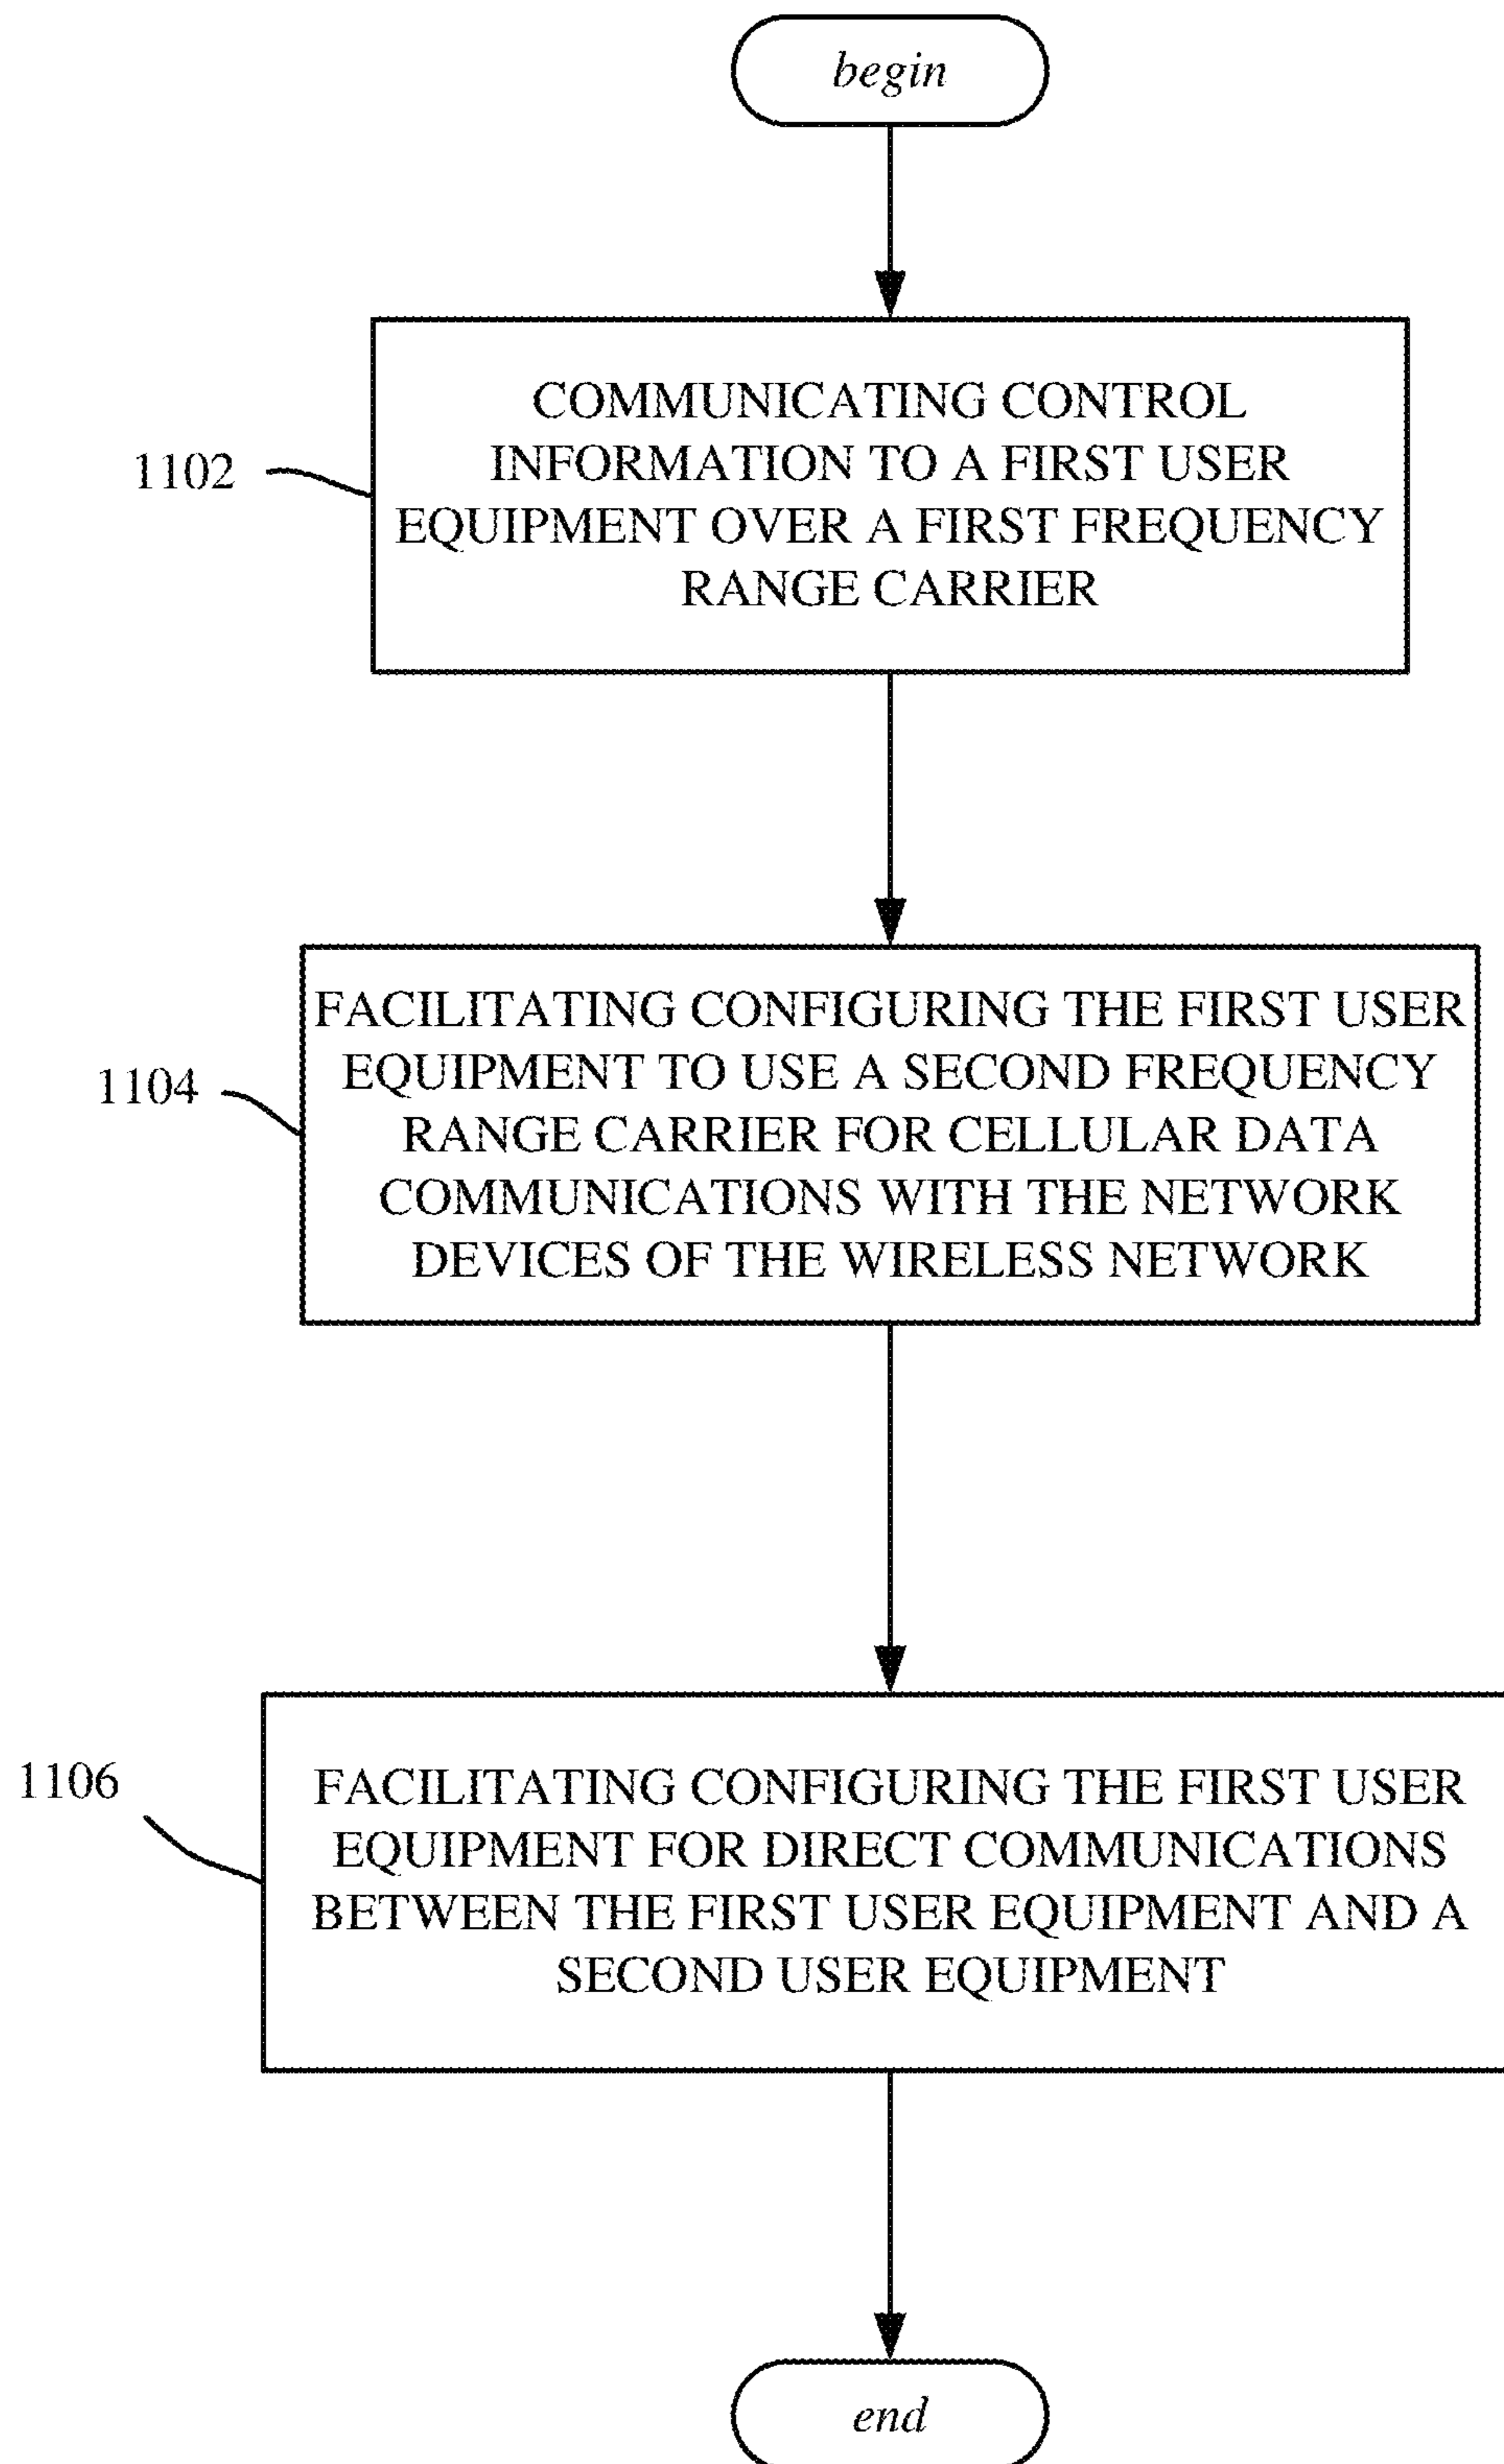 begin
1102
COMMUNICATING CONTROL
INFORMATION TO A FIRST USER
EQUIPMENT OVER A FIRST FREQUENCY
RANGE CARRIER
1104
FACILITATING CONFIGURING THE FIRST USER
EQUIPMENT TO USE A SECOND FREQUENCY
RANGE CARRIER FOR CELLULAR DATA
COMMUNICATIONS WITH THE NETWORK
DEVICES OF THE WIRELESS NETWORK
1106
FACILITATING CONFIGURING THE FIRST USER
EQUIPMENT FOR DIRECT COMMUNICATIONS
BETWEEN THE FIRST USER EQUIPMENT AND A
SECOND USER EQUIPMENT
end